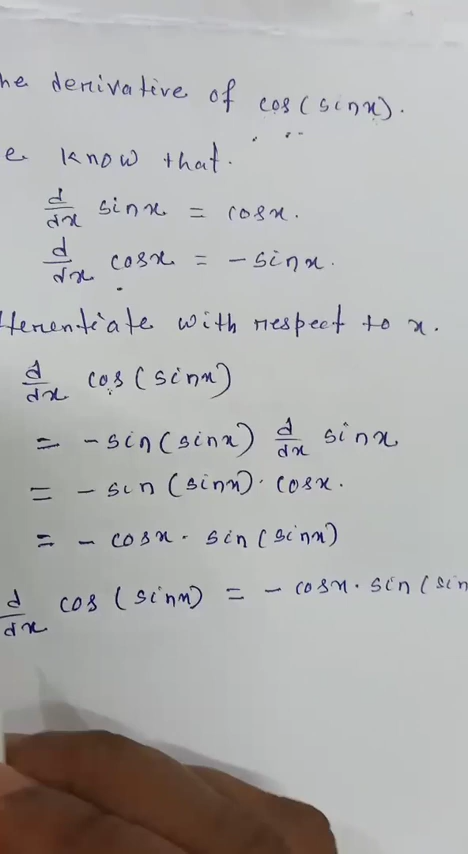 he derivative of cos(sinx).
e know that.
d/dx sinx = cosx.
d/dx cosx = -sinx.
fferentiate with respect to x.
d/dx cos(sinx)
= -sin(sinx) d/dx sinx
= -sin(sinx)· cosx.
= - cosx · sin(sinx)
d/dx cos(sinx) = - cosx · sin(sin